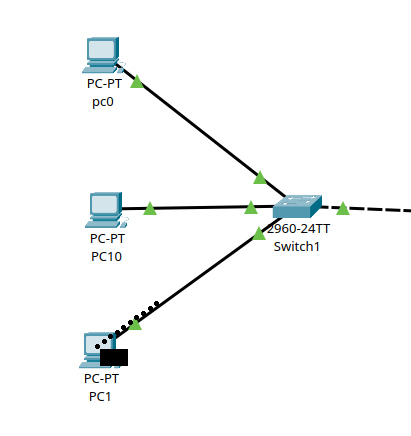 PC-PT
pc0
PC-PT
PC10
2960-24TT
Switch1
PC-PT
PC1